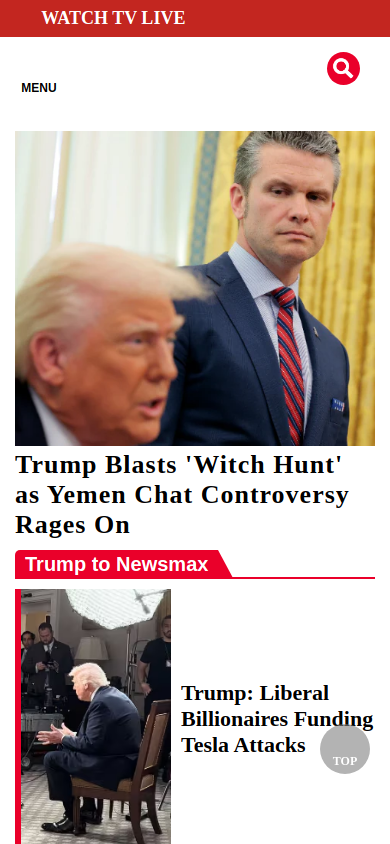 WATCH TV LIVE
MENU
Trump Blasts 'Witch Hunt'
as Yemen Chat Controversy
Rages On
Trump to Newsmax
Trump: Liberal
Billionaires Funding
Tesla Attacks
TOP